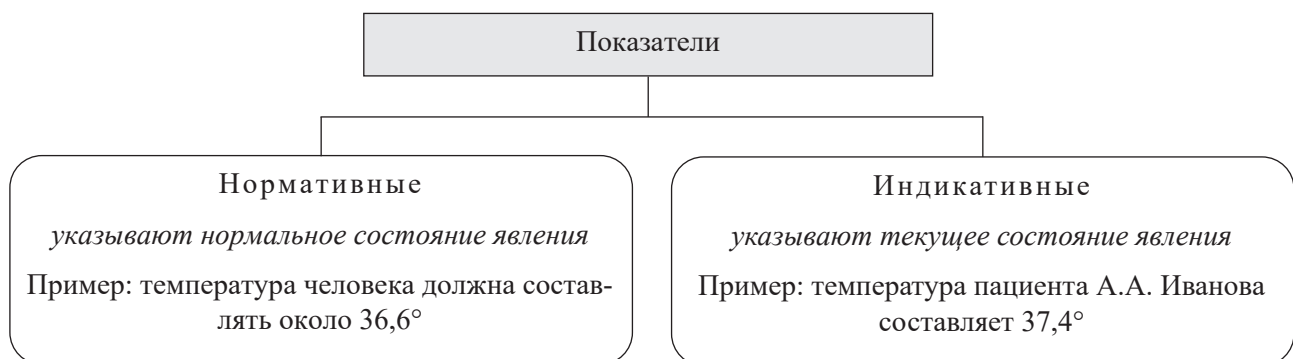 Показатели
Нормативные
указывают нормальное состояние явления
Пример: температура человека должна состав-
лять около 36,6°
Индикативные
указывают текущее состояние явления
Пример: температура пациента А.А. Иванова
составляет 37,4°